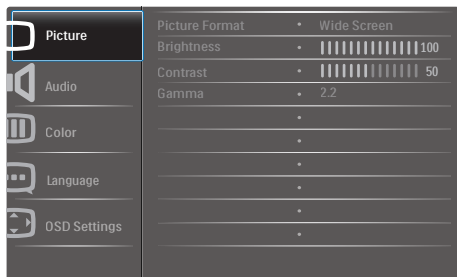 Picture
Audio
Color
Language
OSD Settings
Picture Format • Wide Screen
Brightness • 100
Contrast • 50
Gamma • 2.2
•
•
•
•
•
•